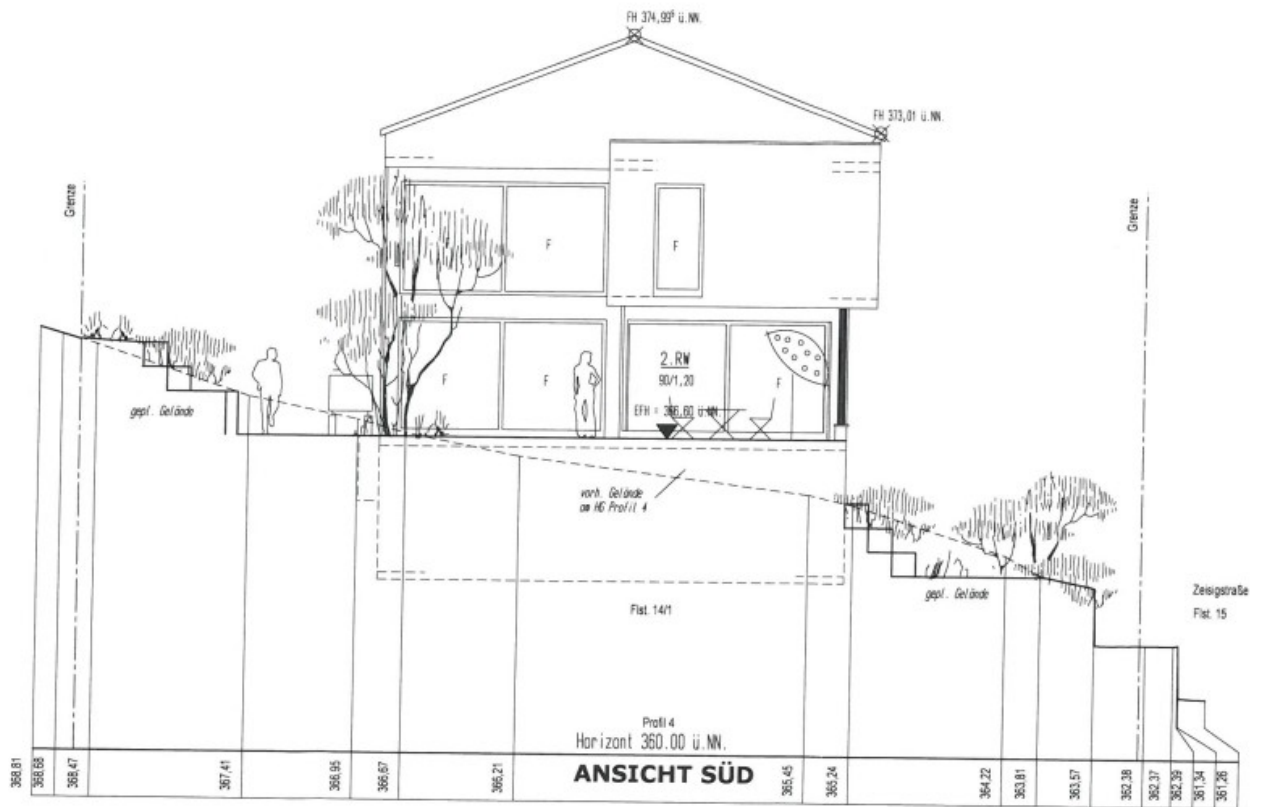 FH 374,99⁵ ü.NN.
FH 373,01 ü.NN.
Grenze
Grenze
F
F
2.RW
90/1,20
F
F
F
EFH = 366,60 ü.NN.
gepl. Gelände
vorh. Gelände
am HG Profil 4
gepl. Gelände
Zeisigstraße
Flst. 15
Flst. 14/1
Profil 4
Horizont 360.00 ü.NN.
ANSICHT SÜD
368,81
368,68
368,47
367,41
366,95
366,67
366,21
365,45
365,24
364,22
363,81
363,57
362,38
362,37
362,39
361,34
361,26